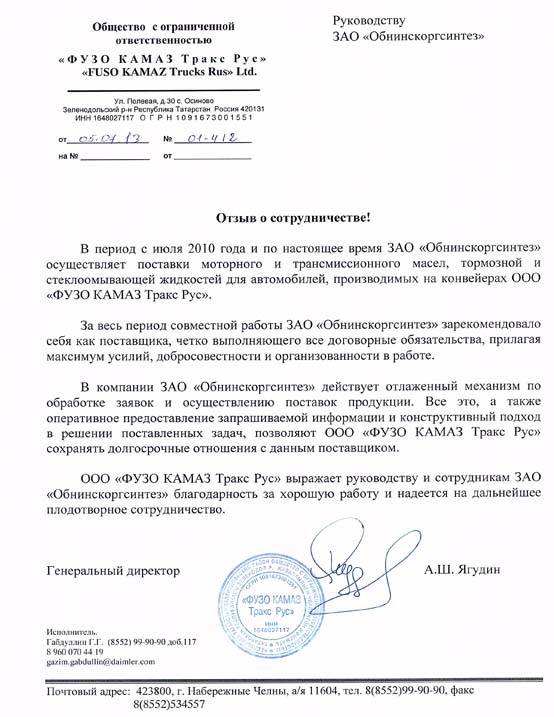 Общество с ограниченной
ответственностью
«ФУЗО КАМАЗ Тракс Рус»
«FUSO KAMAZ Trucks Rus» Ltd.
Руководству
ЗАО «Обнинскоргсинтез»
Ул. Полевая, д.30 с. Осиново
Зеленодольский р-н Республика Татарстан Россия 420131
ИНН 1648027117 ОГРН 1091673001551
от 05.07.13 № 01-412
на № от
Отзыв о сотрудничестве!
В период с июля 2010 года и по настоящее время ЗАО «Обнинскоргсинтез»
осуществляет поставки моторного и трансмиссионного масел, тормозной и
стеклоомывающей жидкостей для автомобилей, производимых на конвейерах ООО
«ФУЗО КАМАЗ Тракс Рус».
За весь период совместной работы ЗАО «Обнинскоргсинтез» зарекомендовало
себя как поставщика, четко выполняющего все договорные обязательства, прилагая
максимум усилий, добросовестности и организованности в работе.
В компании ЗАО «Обнинскоргсинтез» действует отлаженный механизм по
обработке заявок и осуществлению поставок продукции. Все это, а также
оперативное предоставление запрашиваемой информации и конструктивный подход
в решении поставленных задач, позволяют ООО «ФУЗО КАМАЗ Тракс Рус»
сохранять долгосрочные отношения с данным поставщиком.
ООО «ФУЗО КАМАЗ Тракс Рус» выражает руководству и сотрудникам ЗАО
«Обнинскоргсинтез» благодарность за хорошую работу и надеется на дальнейшее
плодотворное сотрудничество.
Генеральный директор
А.Ш. Ягудин
«ФУЗО КАМАЗ
Тракс Рус»
ИНН
1648027117
Исполнитель.
Габдуллин Г.Г. (8552) 99-90-90 доб.117
8 960 070 44 19
gazim.gabdullin@daimler.com
Почтовый адрес: 423800, г. Набережные Челны, а/я 11604, тел. 8(8552)99-90-90, факс
8(8552)534557